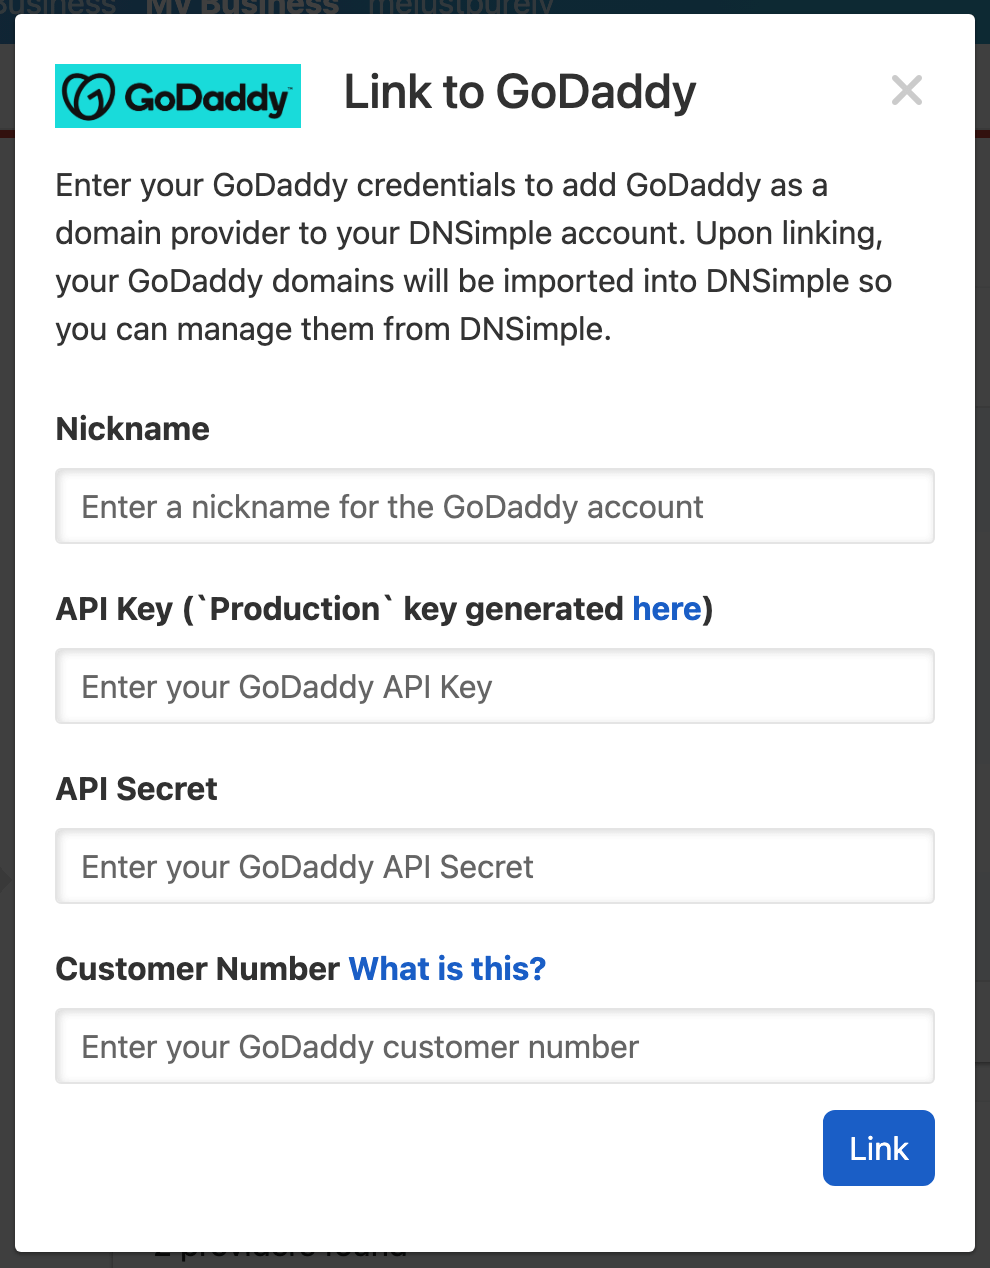 Business My Business
GoDaddy
Link to GoDaddy
Enter your GoDaddy credentials to add GoDaddy as a
domain provider to your DNSimple account. Upon linking,
your GoDaddy domains will be imported into DNSimple so
you can manage them from DNSimple.
Nickname
Enter a nickname for the GoDaddy account
API Key (`Production` key generated here)
Enter your GoDaddy API Key
API Secret
Enter your GoDaddy API Secret
Customer Number What is this?
Enter your GoDaddy customer number
Link
2 providers found